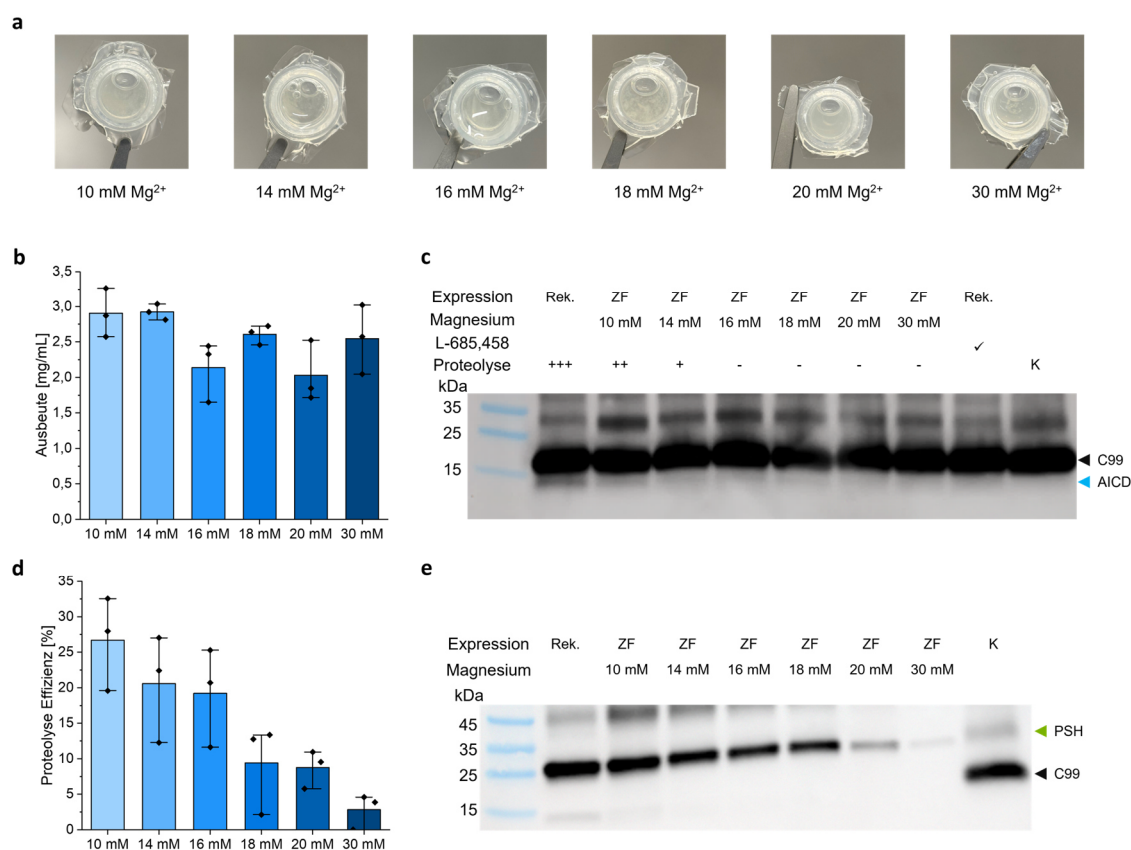 a
10 mM Mg²⁺ 14 mM Mg²⁺ 16 mM Mg²⁺ 18 mM Mg²⁺ 20 mM Mg²⁺ 30 mM Mg²⁺
b
Ausbeute [mg/mL]
3,5
3,0
2,5
2,0
1,5
1,0
0,5
0,0
10 mM 14 mM 16 mM 18 mM 20 mM 30 mM
c
Expression Rek. ZF ZF ZF ZF ZF ZF Rek.
Magnesium 10 mM 14 mM 16 mM 18 mM 20 mM 30 mM
L-685,458 ✓
Proteolyse +++ ++ + - - - - K
kDa
35
25
15
C99
AICD
d
Proteolyse Effizienz [%]
35
30
25
20
15
10
5
0
10 mM 14 mM 16 mM 18 mM 20 mM 30 mM
e
Expression Rek. ZF ZF ZF ZF ZF ZF K
Magnesium 10 mM 14 mM 16 mM 18 mM 20 mM 30 mM
kDa
45
35
25
15
PSH
C99